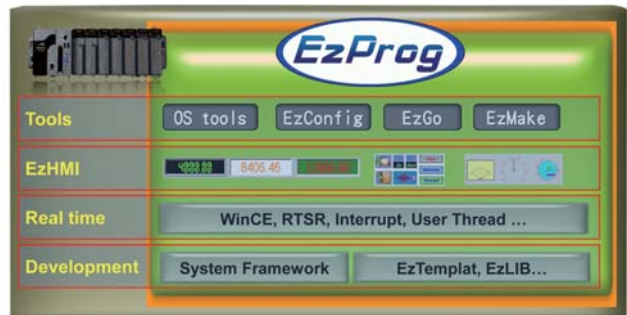 EzProg
Tools OS tools EzConfig EzGo EzMake
EzHMI 8406.46
Real time WinCE, RTSR, Interrupt, User Thread ...
Development System Framework EzTemplat, EzLIB...